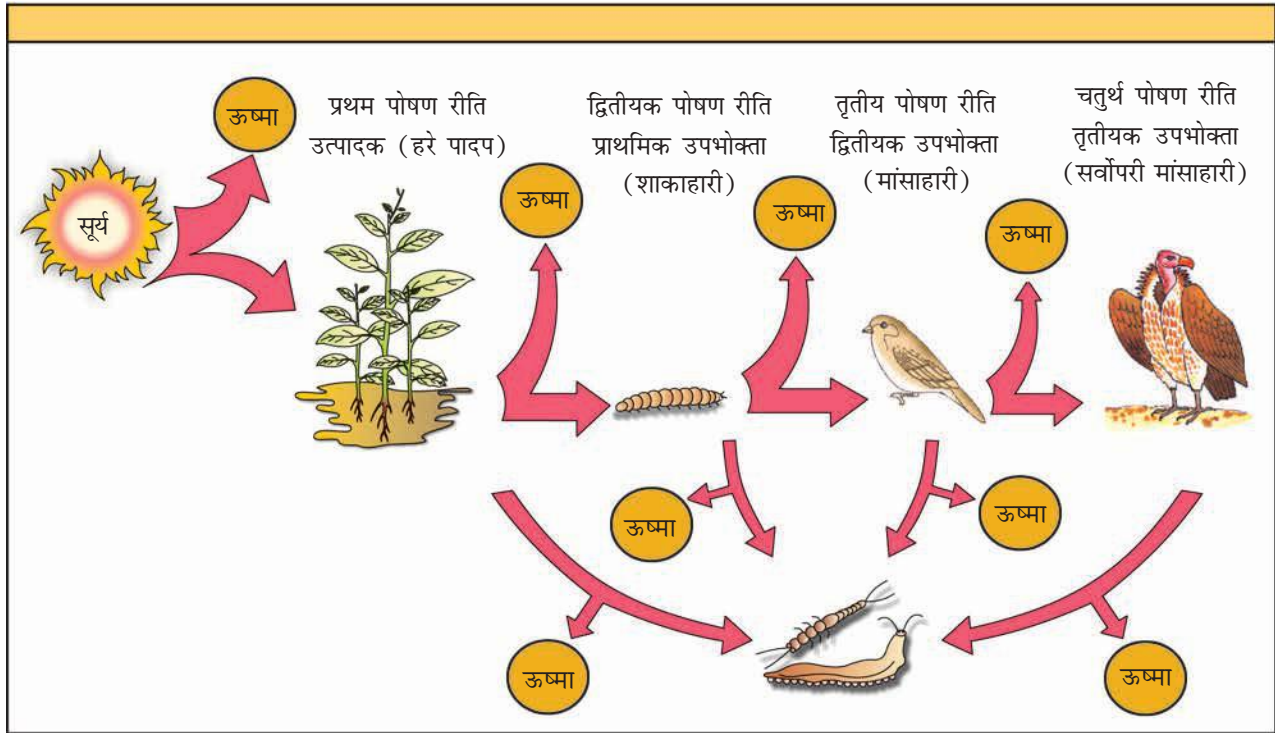 ऊष्मा
सूर्य
प्रथम पोषण रीति
उत्पादक (हरे पादप)
ऊष्मा
द्वितीयक पोषण रीति
प्राथमिक उपभोक्ता
(शाकाहारी)
ऊष्मा
तृतीय पोषण रीति
द्वितीयक उपभोक्ता
(मांसाहारी)
ऊष्मा
चतुर्थ पोषण रीति
तृतीयक उपभोक्ता
(सर्वोपरी मांसाहारी)
ऊष्मा
ऊष्मा
ऊष्मा
ऊष्मा